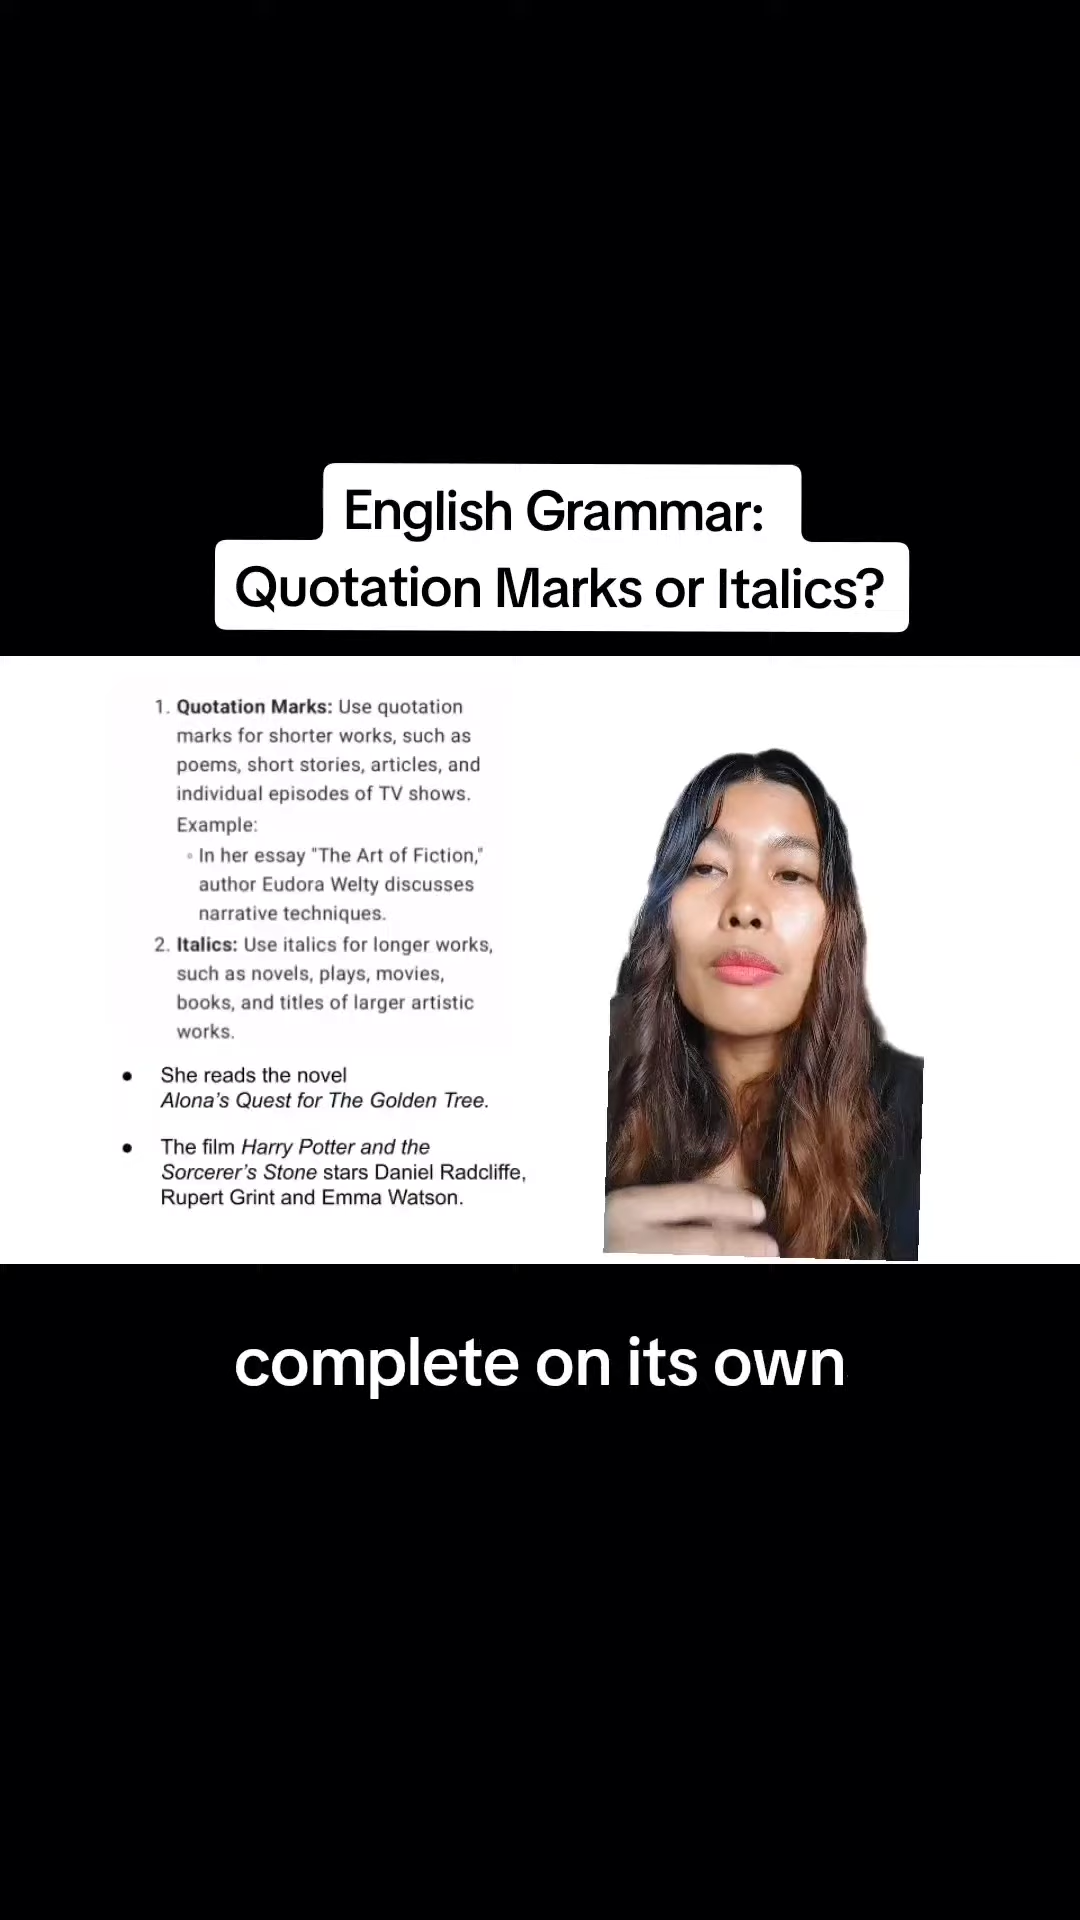 English Grammar:
Quotation Marks or Italics?
1. Quotation Marks: Use quotation
marks for shorter works, such as
poems, short stories, articles, and
individual episodes of TV shows.
Example:
◦ In her essay "The Art of Fiction,"
author Eudora Welty discusses
narrative techniques.
2. Italics: Use italics for longer works,
such as novels, plays, movies,
books, and titles of larger artistic
works.
● She reads the novel
Alona's Quest for The Golden Tree.
● The film Harry Potter and the
Sorcerer's Stone stars Daniel Radcliffe,
Rupert Grint and Emma Watson.
complete on its own